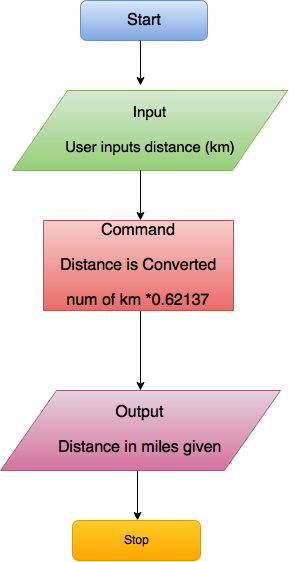 Start
Input
User inputs distance (km)
Command
Distance is Converted
num of km *0.62137
Output
Distance in miles given
Stop